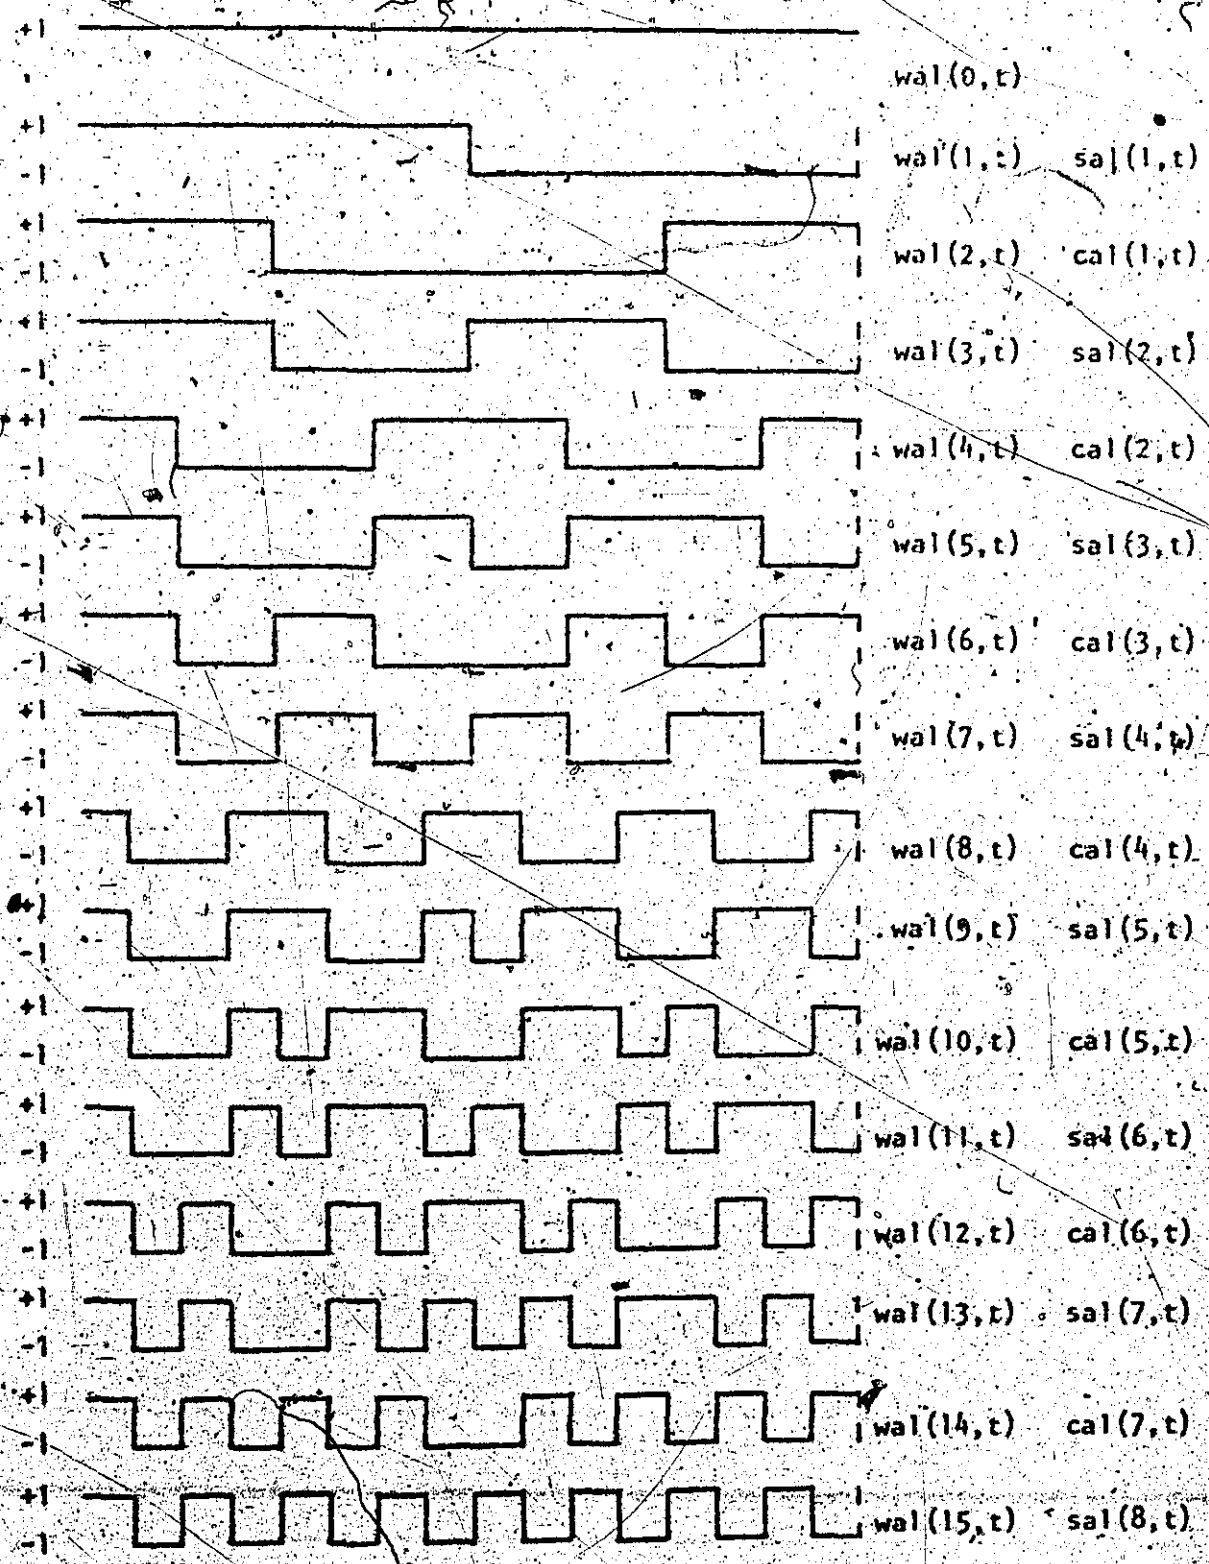 +1
wal(0,t)
+1
-1
wal(1,t) sal(1,t)
+1
-1
wal(2,t) cal(1,t)
+1
-1
wal(3,t) sal(2,t)
+1
-1
wal(4,t) cal(2,t)
+1
-1
wal(5,t) sal(3,t)
+1
-1
wal(6,t) cal(3,t)
+1
-1
wal(7,t) sal(4,t)
+1
-1
wal(8,t) cal(4,t)
+1
-1
wal(9,t) sal(5,t)
+1
-1
wal(10,t) cal(5,t)
+1
-1
wal(11,t) sal(6,t)
+1
-1
wal(12,t) cal(6,t)
+1
-1
wal(13,t) sal(7,t)
+1
-1
wal(14,t) cal(7,t)
+1
-1
wal(15,t) sal(8,t)